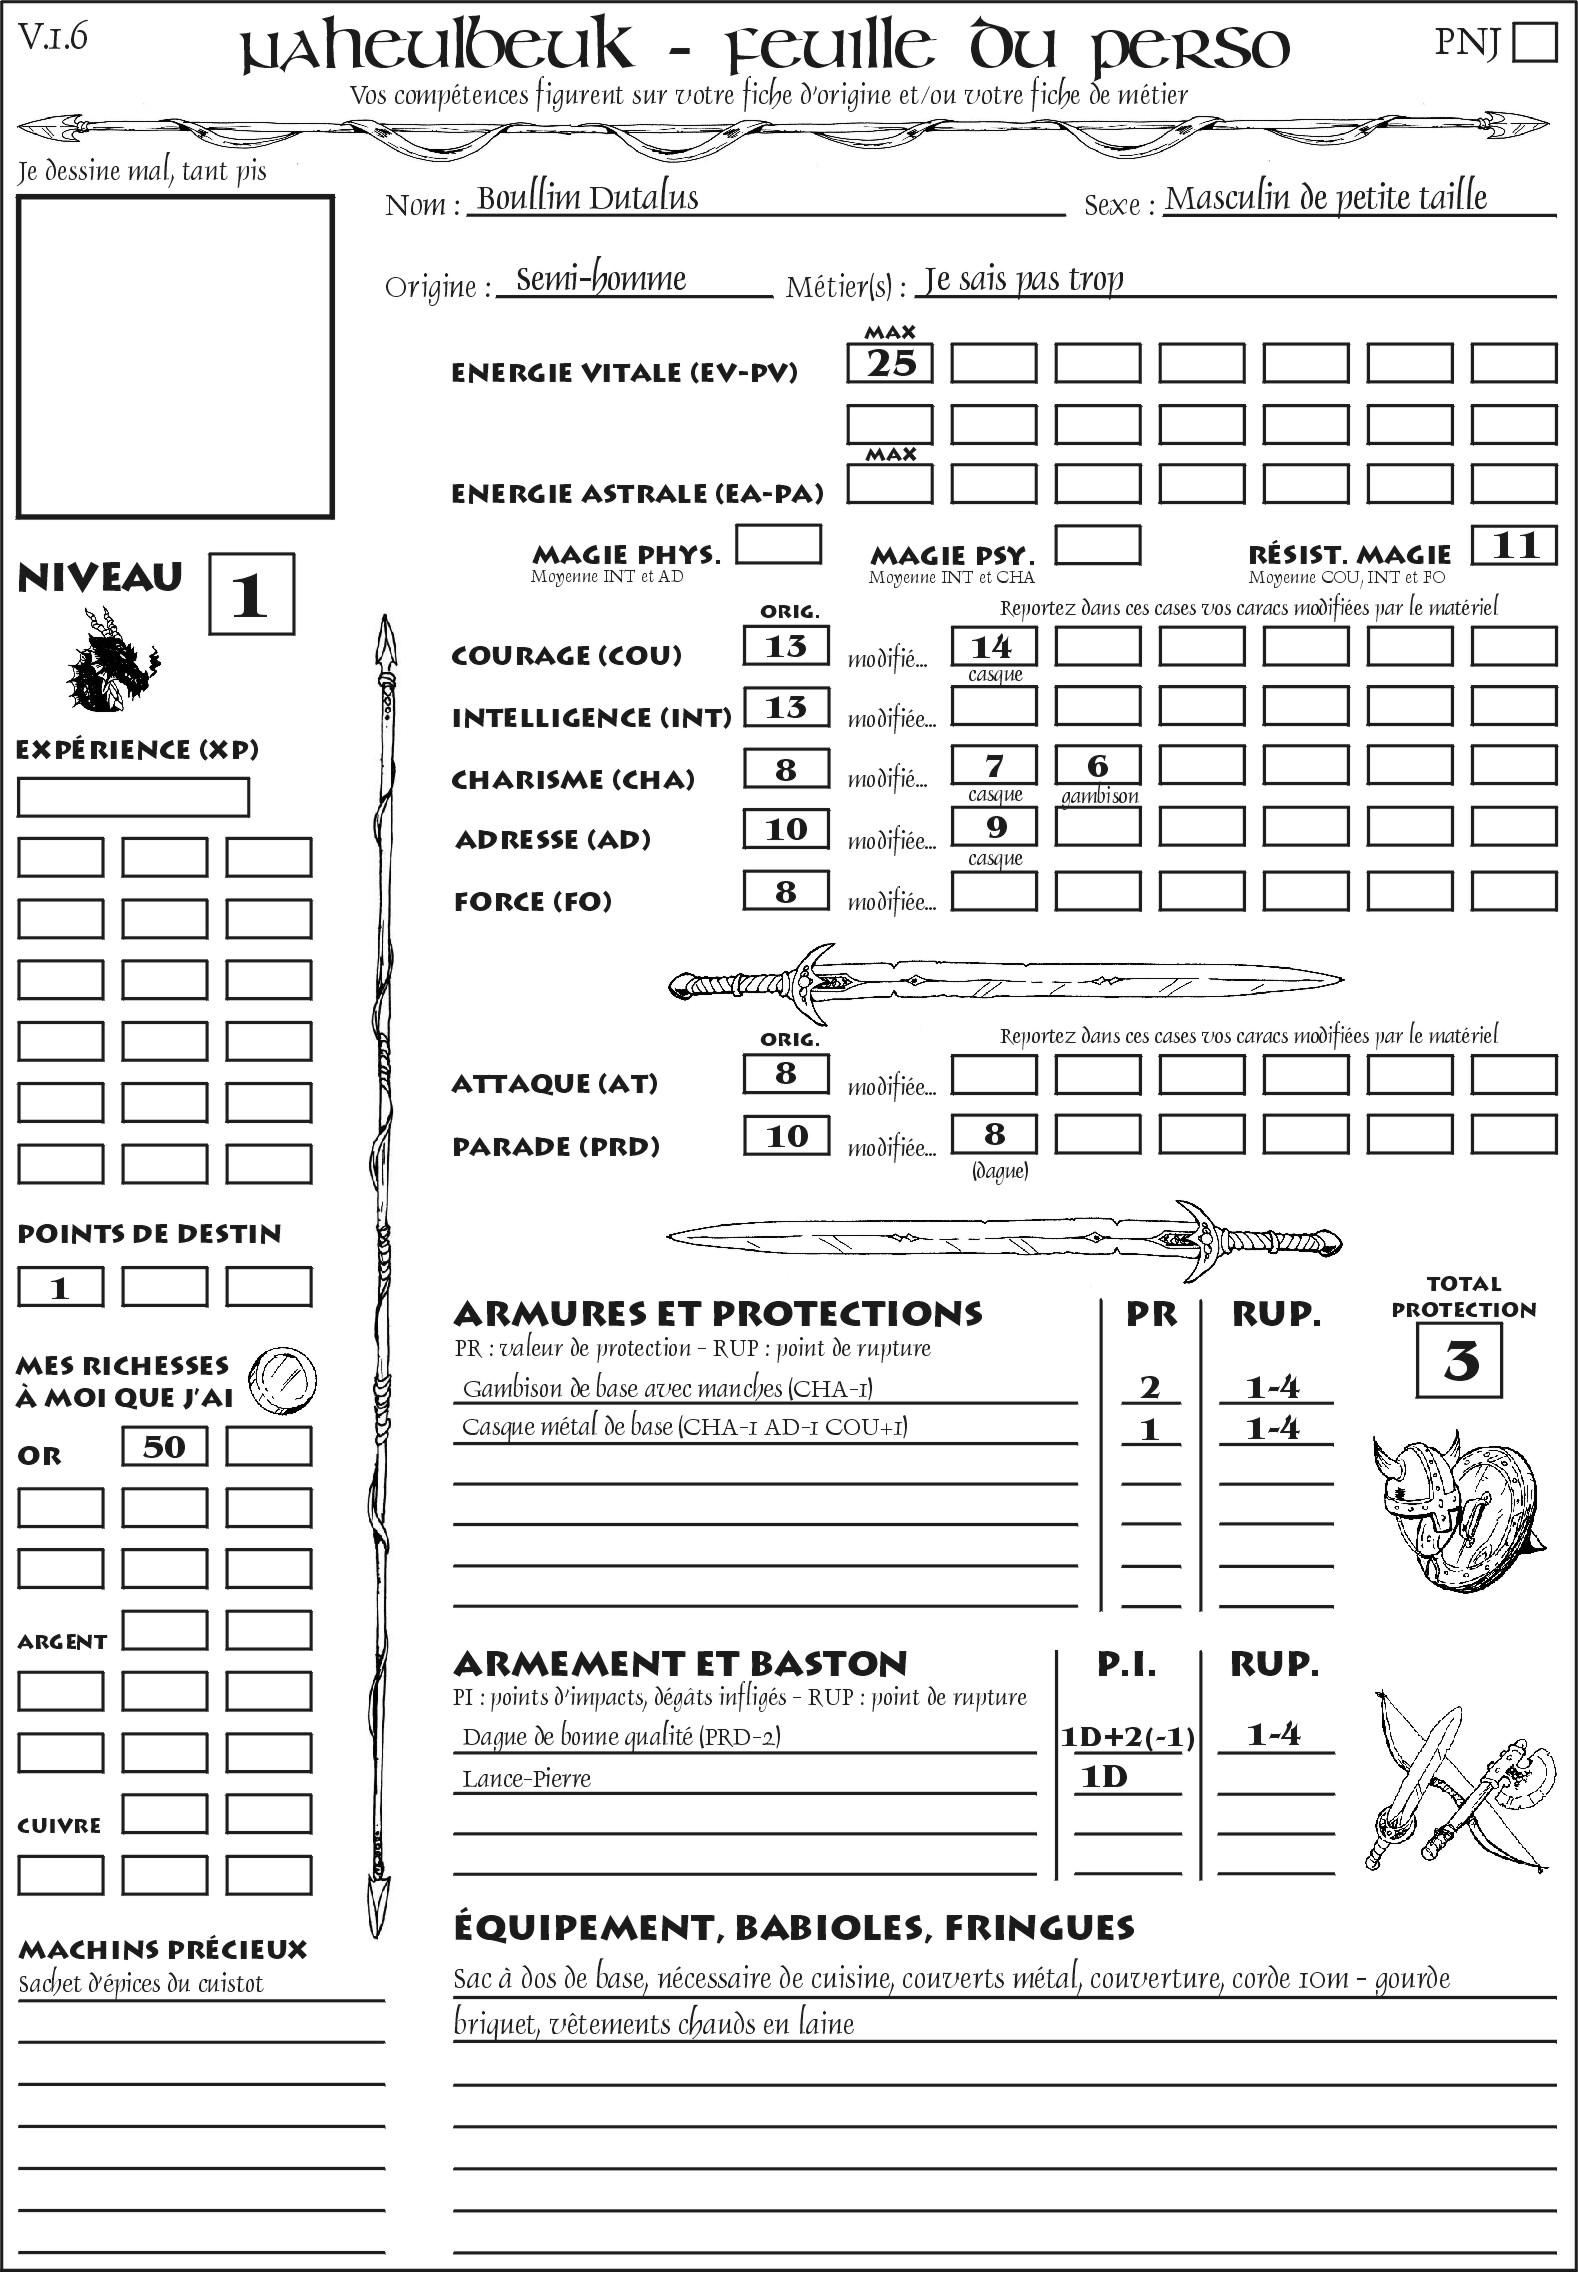 V.1.6
Naheulbeuk - Feuille du perso
PNJ
Vos compétences figurent sur votre fiche d'origine et/ou votre fiche de métier
Je dessine mal, tant pis
Nom : Boullim Dutalus
Sexe : Masculin de petite taille
Origine : Semi-homme
Métier(s) : Je sais pas trop
MAX
ENERGIE VITALE (EV-PV) 25
MAX
ENERGIE ASTRALE (EA-PA)
MAGIE PHYS.
Moyenne INT et AD
MAGIE PSY.
Moyenne INT et CHA
RÉSIST. MAGIE 11
Moyenne COU, INT et FO
NIVEAU 1
ORIG.
Reportez dans ces cases vos caracs modifiées par le matériel
COURAGE (COU) 13 modifié... 14
casque
INTELLIGENCE (INT) 13 modifiée...
CHARISME (CHA) 8 modifié... 7 6
casque gambison
ADRESSE (AD) 10 modifiée... 9
casque
FORCE (FO) 8 modifiée...
EXPÉRIENCE (XP)
ORIG.
Reportez dans ces cases vos caracs modifiées par le matériel
ATTAQUE (AT) 8 modifiée...
PARADE (PRD) 10 modifiée... 8
(dague)
POINTS DE DESTIN
1
MES RICHESSES
À MOI QUE J'AI
OR 50
ARGENT
CUIVRE
MACHINS PRÉCIEUX
Sachet d'épices du cuistot
ARMURES ET PROTECTIONS PR RUP.
PR : valeur de protection - RUP : point de rupture
Gambison de base avec manches (CHA-1) 2 1-4
Casque métal de base (CHA-1 AD-1 COU+1) 1 1-4
TOTAL
PROTECTION
3
ARMEMENT ET BASTON P.I. RUP.
PI : points d'impacts, dégâts infligés - RUP : point de rupture
Dague de bonne qualité (PRD-2) 1D+2(-1) 1-4
Lance-Pierre 1D
ÉQUIPEMENT, BABIOLES, FRINGUES
Sac à dos de base, nécessaire de cuisine, couverts métal, couverture, corde 10m - gourde
briquet, vêtements chauds en laine